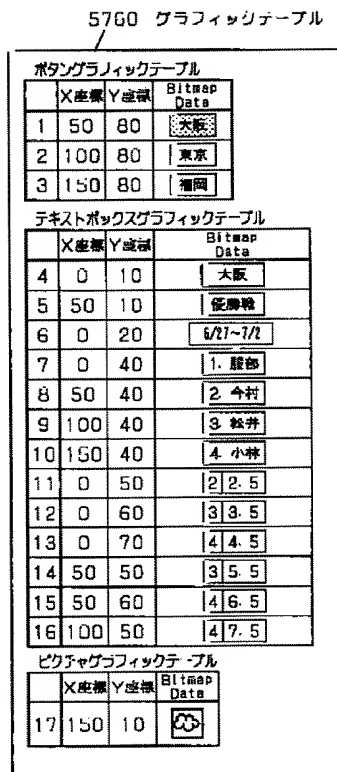 5760 グラフィックテーブル
ボタングラフィックテーブル
X座標 Y座標 Bitmap Data
1 50 80 大阪
2 100 80 東京
3 150 80 福岡
テキストボックスグラフィックテーブル
X座標 Y座標 Bitmap Data
4 0 10 大阪
5 50 10 優勝戦
6 0 20 6/27~7/2
7 0 40 1. 服部
8 50 40 2. 今村
9 100 40 3. 松井
10 150 40 4. 小林
11 0 50 2 2. 5
12 0 60 3 3. 5
13 0 70 4 4. 5
14 50 50 3 5. 5
15 50 60 4 6. 5
16 100 50 4 7. 5
ピクチャグラフィックテーブル
X座標 Y座標 Bitmap Data
17 150 10